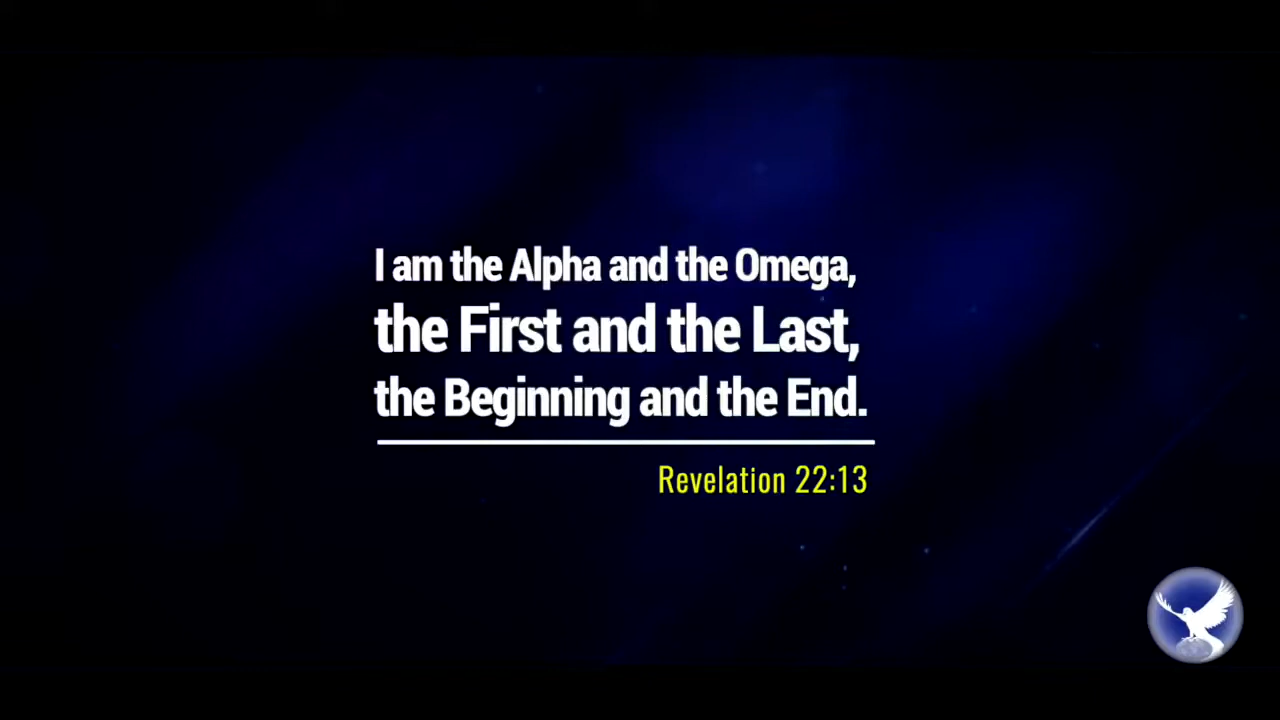 I am the Alpha and the Omega,
the First and the Last,
the Beginning and the End.
Revelation 22:13